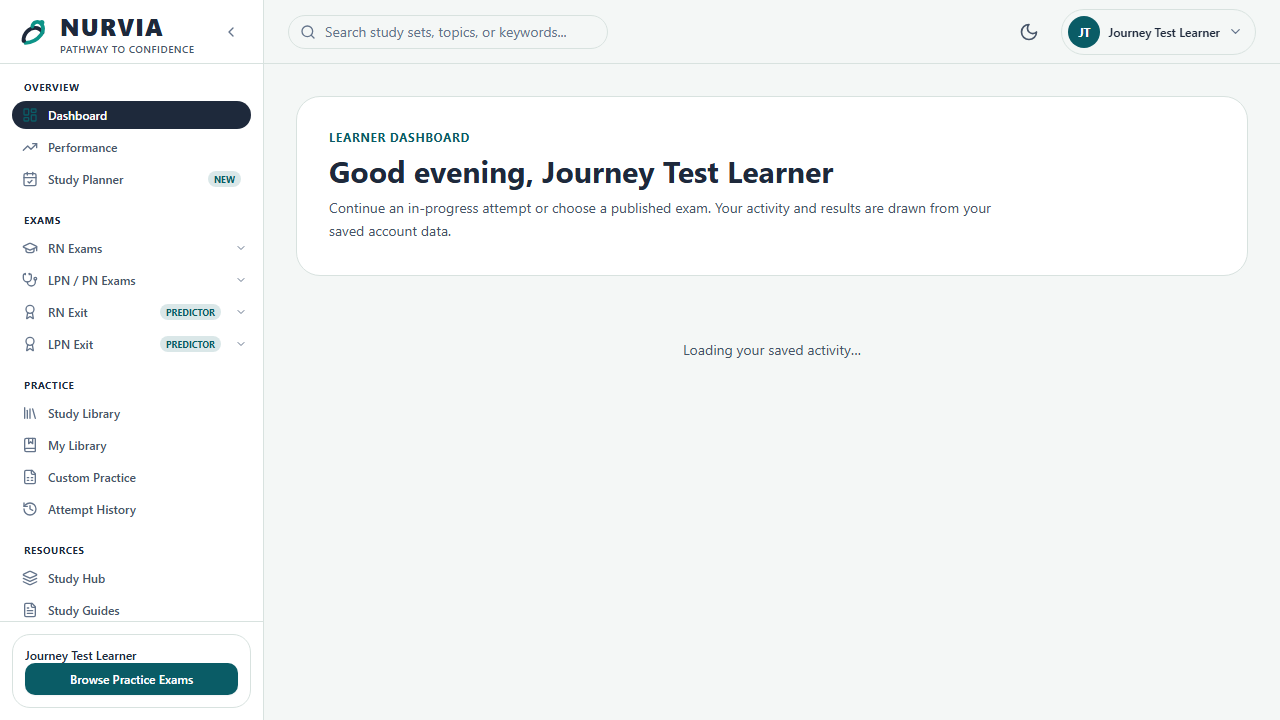 NURVIA
PATHWAY TO CONFIDENCE
Search study sets, topics, or keywords...
JT
Journey Test Learner
OVERVIEW
Dashboard
Performance
Study Planner
NEW
EXAMS
RN Exams
LPN / PN Exams
RN Exit
PREDICTOR
LPN Exit
PREDICTOR
PRACTICE
Study Library
My Library
Custom Practice
Attempt History
RESOURCES
Study Hub
Study Guides
Journey Test Learner
Browse Practice Exams
LEARNER DASHBOARD
Good evening, Journey Test Learner
Continue an in-progress attempt or choose a published exam. Your activity and results are drawn from your
saved account data.
Loading your saved activity...